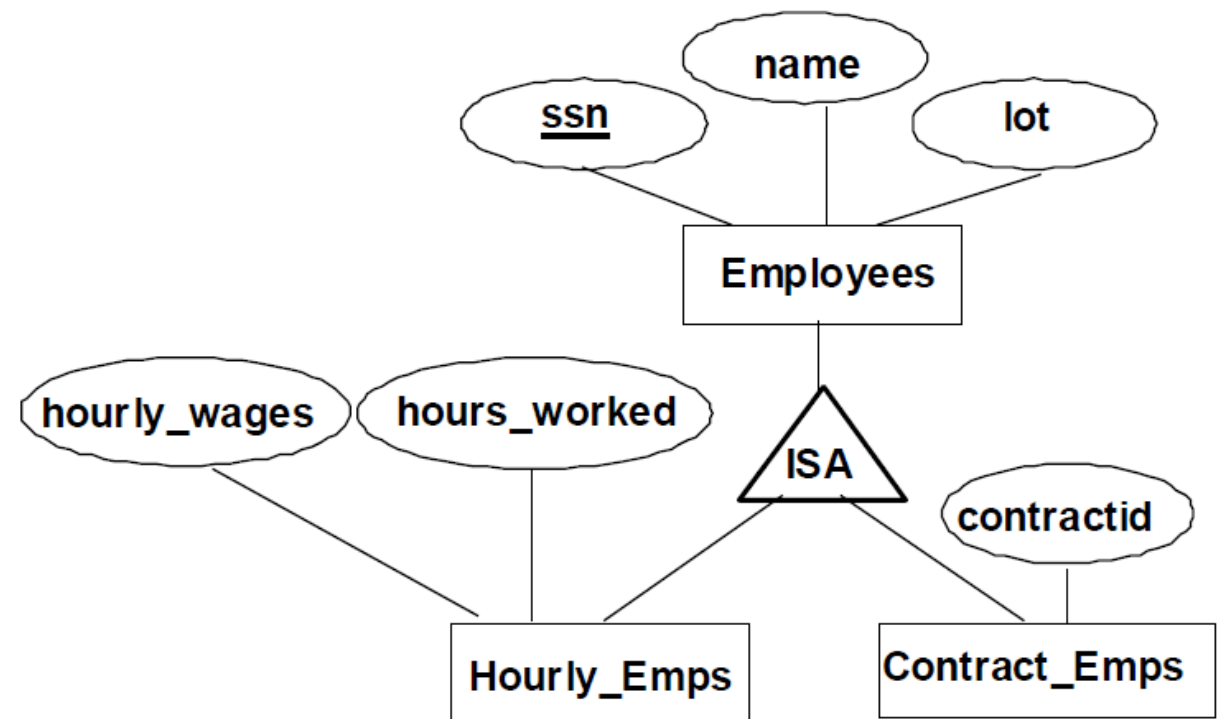 name
ssn
lot
Employees
hourly_wages
hours_worked
ISA
contractid
Hourly_Emps
Contract_Emps